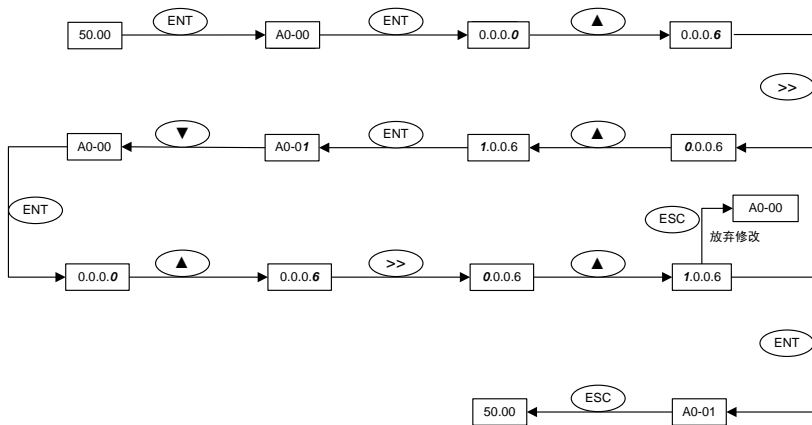 50.00 ENT A0-00 ENT 0.0.0.0 ▲ 0.0.0.6
>>
A0-00 ▼ A0-01 ENT 1.0.0.6 ▲ 0.0.0.6
ENT
ESC A0-00
放弃修改
0.0.0.0 ▲ 0.0.0.6 >> 0.0.0.6 ▲ 1.0.0.6
ENT
50.00 ESC A0-01